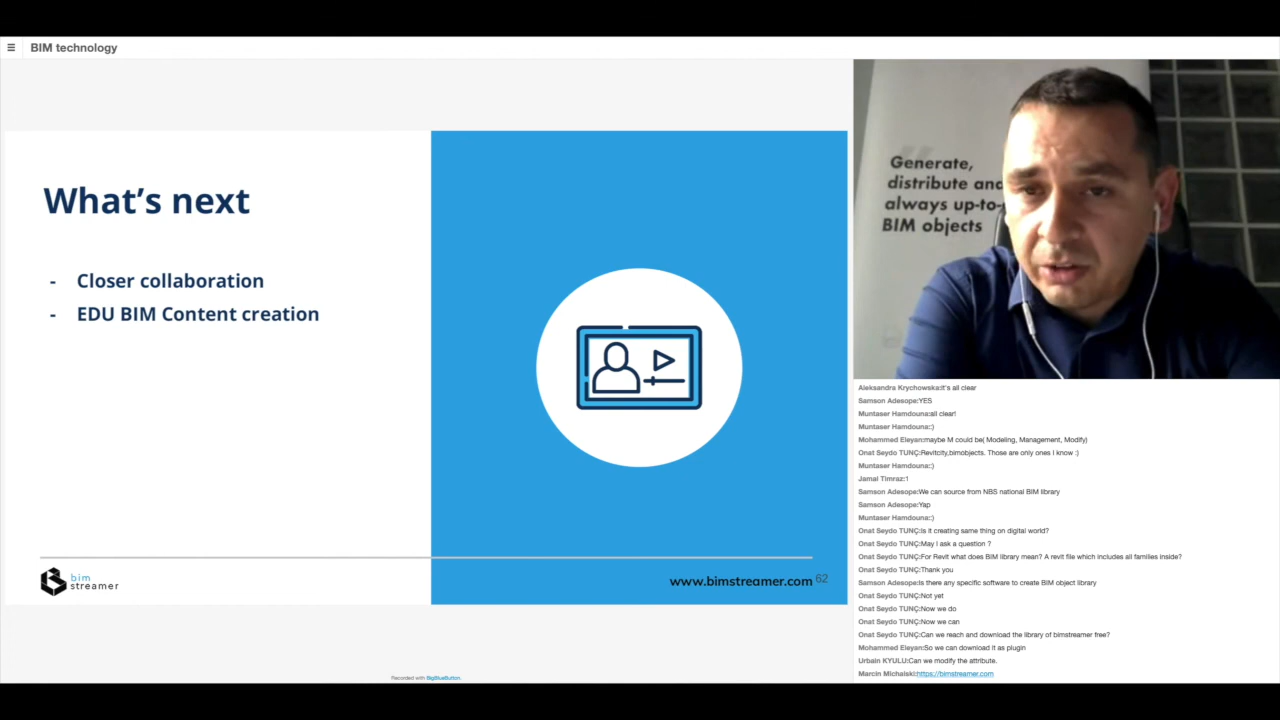 BIM technology
What's next
- Closer collaboration
- EDU BIM Content creation
bim
streamer
www.bimstreamer.com 62
Recorded with BigBlueButton.
Generate,
distribute and
always up-to-
BIM objects
Aleksandra Krychowska:it's all clear
Samson Adesope:YES
Muntaser Hamdouna:all clear!
Muntaser Hamdouna::)
Mohammed Eleyan:maybe M could be( Modeling, Management, Modify)
Onat Seydo TUNÇ:Revitcity,bimobjects. Those are only ones I know :)
Muntaser Hamdouna::)
Jamal Timraz:1
Samson Adesope:We can source from NBS national BIM library
Samson Adesope:Yap
Muntaser Hamdouna::)
Onat Seydo TUNÇ:Is it creating same thing on digital world?
Onat Seydo TUNÇ:May I ask a question ?
Onat Seydo TUNÇ:For Revit what does BIM library mean? A revit file which includes all families inside?
Onat Seydo TUNÇ:Thank you
Samson Adesope:Is there any specific software to create BIM object library
Onat Seydo TUNÇ:Not yet
Onat Seydo TUNÇ:Now we do
Onat Seydo TUNÇ:Now we can
Onat Seydo TUNÇ:Can we reach and download the library of bimstreamer free?
Mohammed Eleyan:So we can download it as plugin
Urbain KYULU:Can we modify the attribute.
Marcin Michalski:https://bimstreamer.com